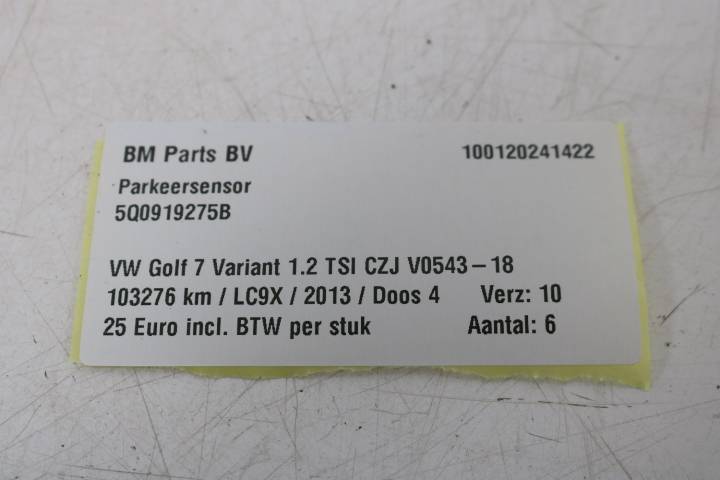 BM Parts BV 100120241422
Parkeersensor
5Q0919275B
VW Golf 7 Variant 1.2 TSI CZJ V0543-18
103276 km / LC9X / 2013 / Doos 4 Verz: 10
25 Euro incl. BTW per stuk Aantal: 6